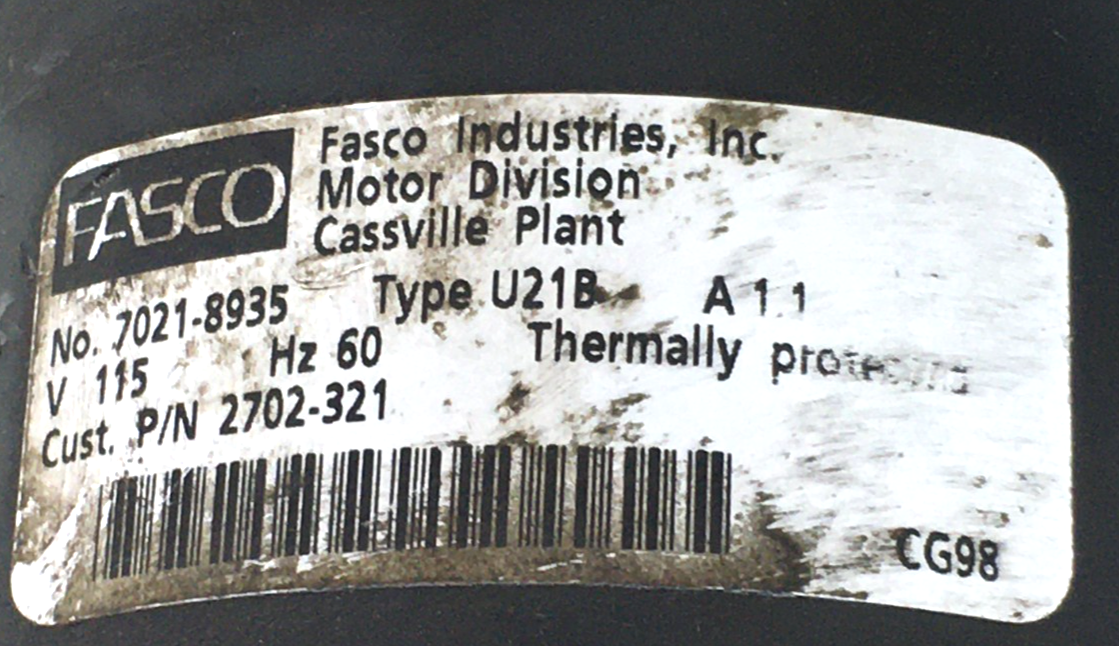 FASCO
Fasco Industries, Inc.
Motor Division
Cassville Plant
No. 7021-8935 Type U21B A 1.1
V 115 Hz 60 Thermally protected
Cust. P/N 2702-321
CG98